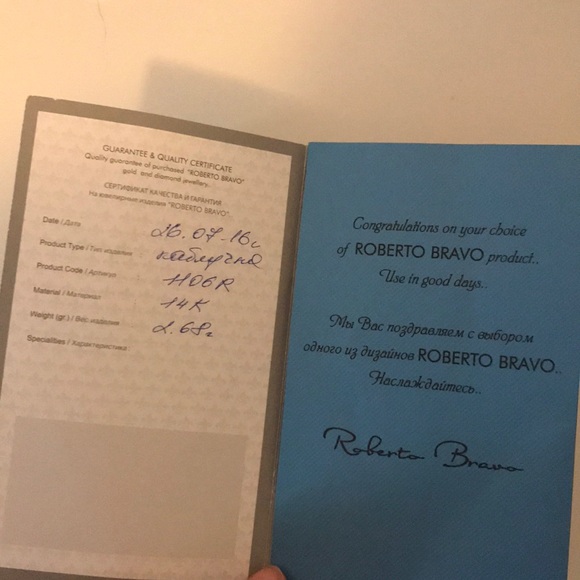 GUARANTEE & QUALITY CERTIFICATE
Quality guarantee of purchased "ROBERTO BRAVO"
gold and diamond jewellery..
СЕРТИФИКАТ КАЧЕСТВА И ГАРАНТИЯ
На ювелирные изделия "ROBERTO BRAVO".
Date / Дата : 26.07.16г
Product Type / Тип изделия : каблучка
Product Code / Артикул : 1106R
Material / Материал : 14K
Weight (gr.) / Вес изделия : 2.68г
Specialities / Характеристика :
Congratulations on your choice
of ROBERTO BRAVO product..
Use in good days..
Мы Вас поздравляем с выбором
одного из дизайнов ROBERTO BRAVO..
Наслаждайтесь..
Roberto Bravo